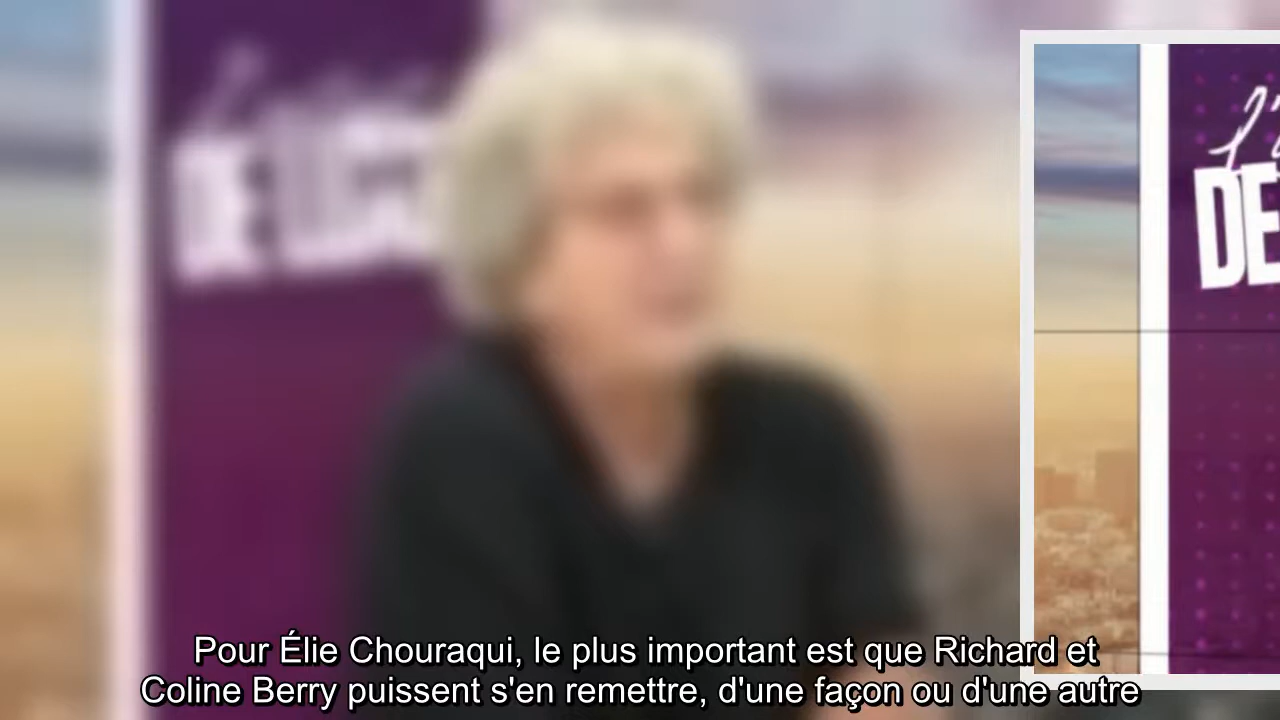 l'
DE
Pour Élie Chouraqui, le plus important est que Richard et
Coline Berry puissent s'en remettre, d'une façon ou d'une autre